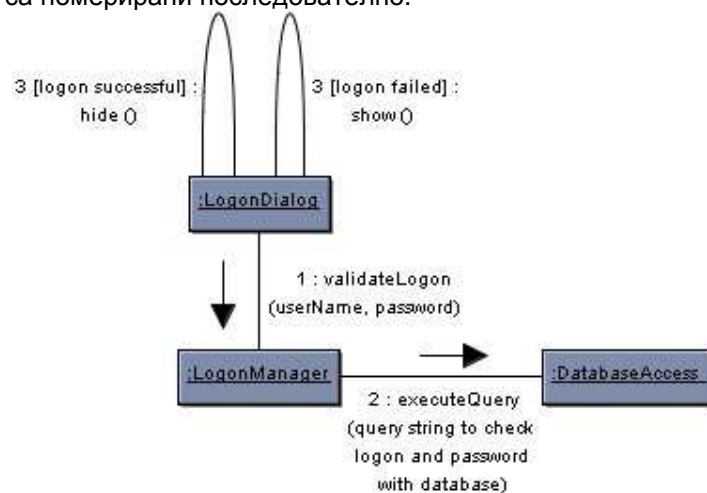 са номерирани последователно.
3 [logon successful] :
hide ()
3 [logon failed] :
show ()
:LogonDialog
1 : validateLogon
(userName, password)
:LogonManager
:DatabaseAccess
2 : executeQuery
(query string to check
logon and password
with database)